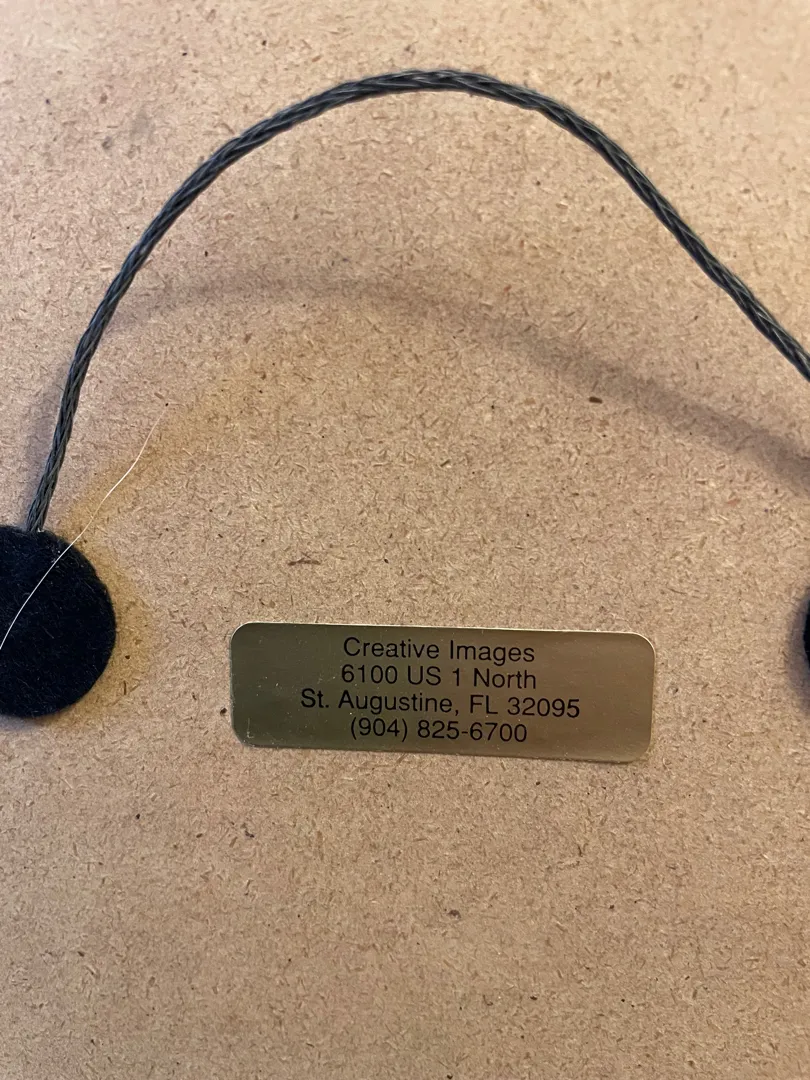 Creative Images
6100 US 1 North
St. Augustine, FL 32095
(904) 825-6700